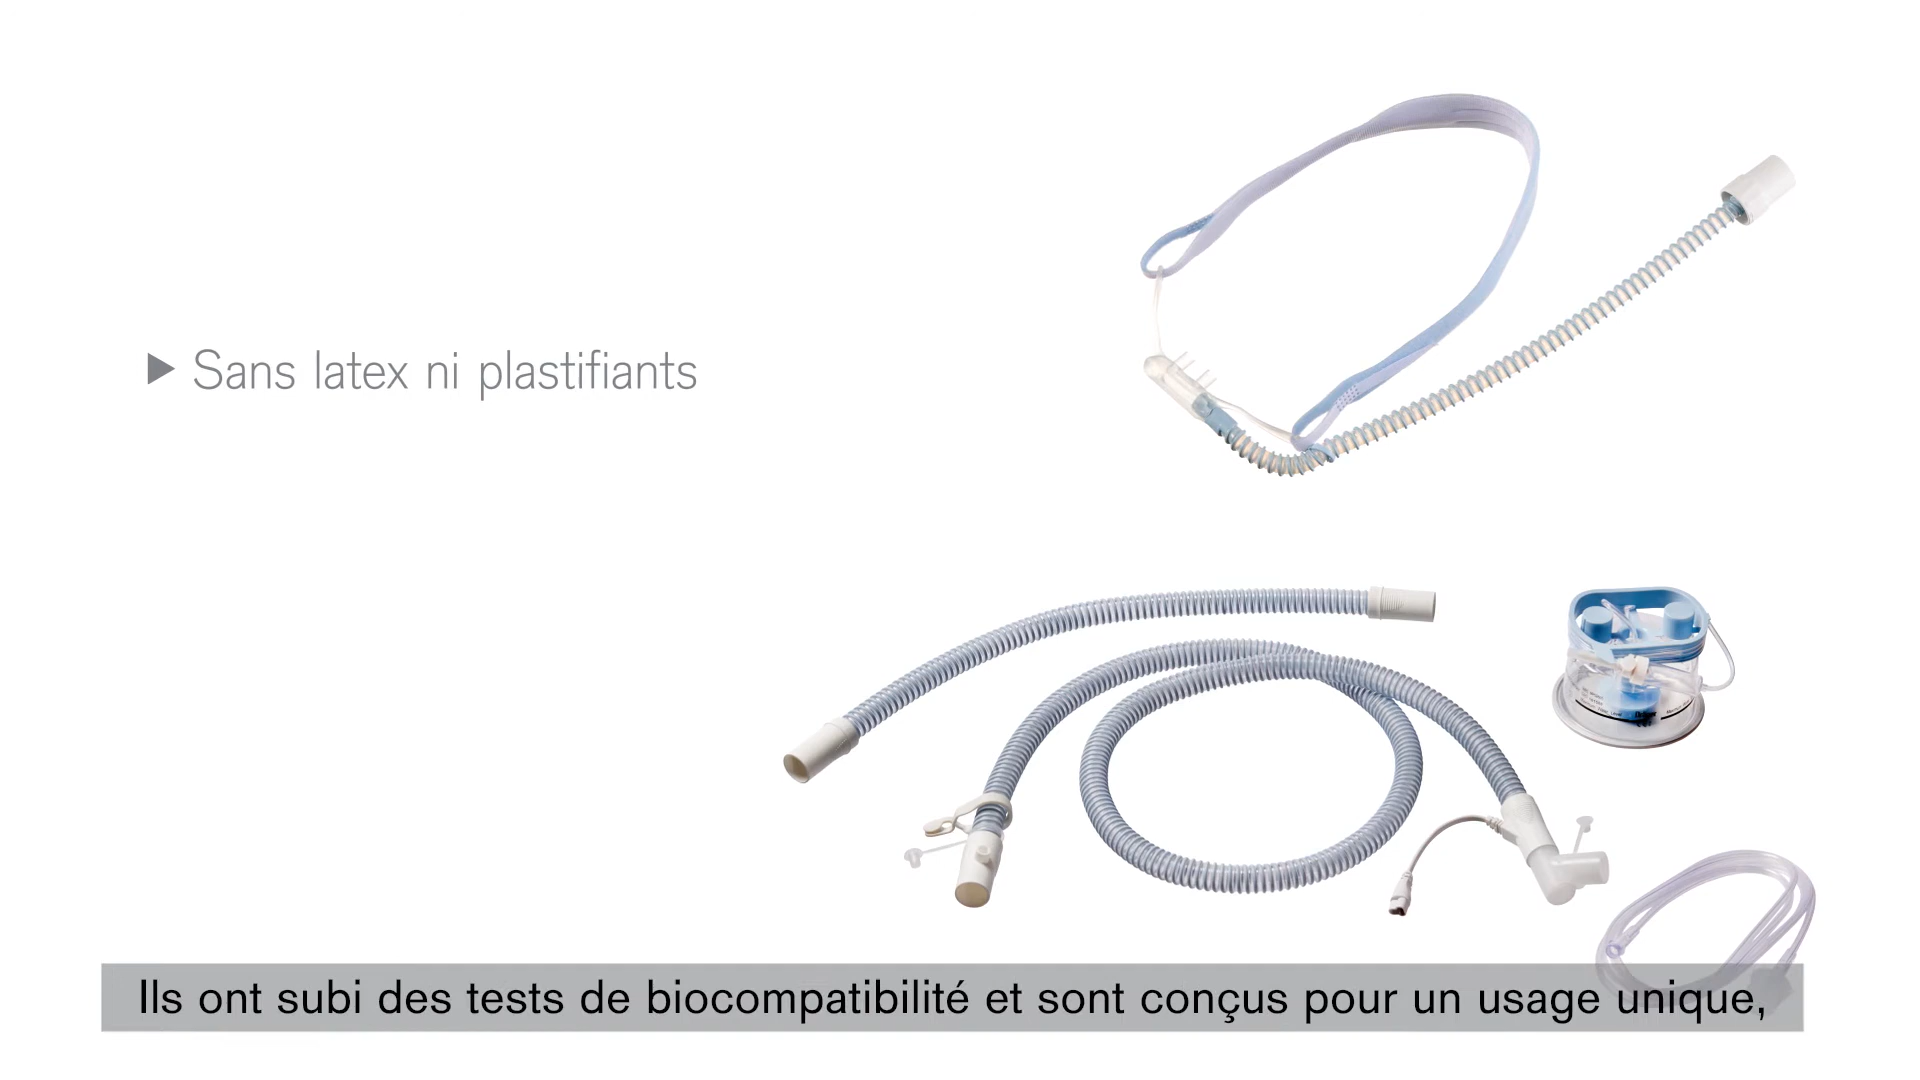 Sans latex ni plastifiants
Ils ont subi des tests de biocompatibilité et sont conçus pour un usage unique,